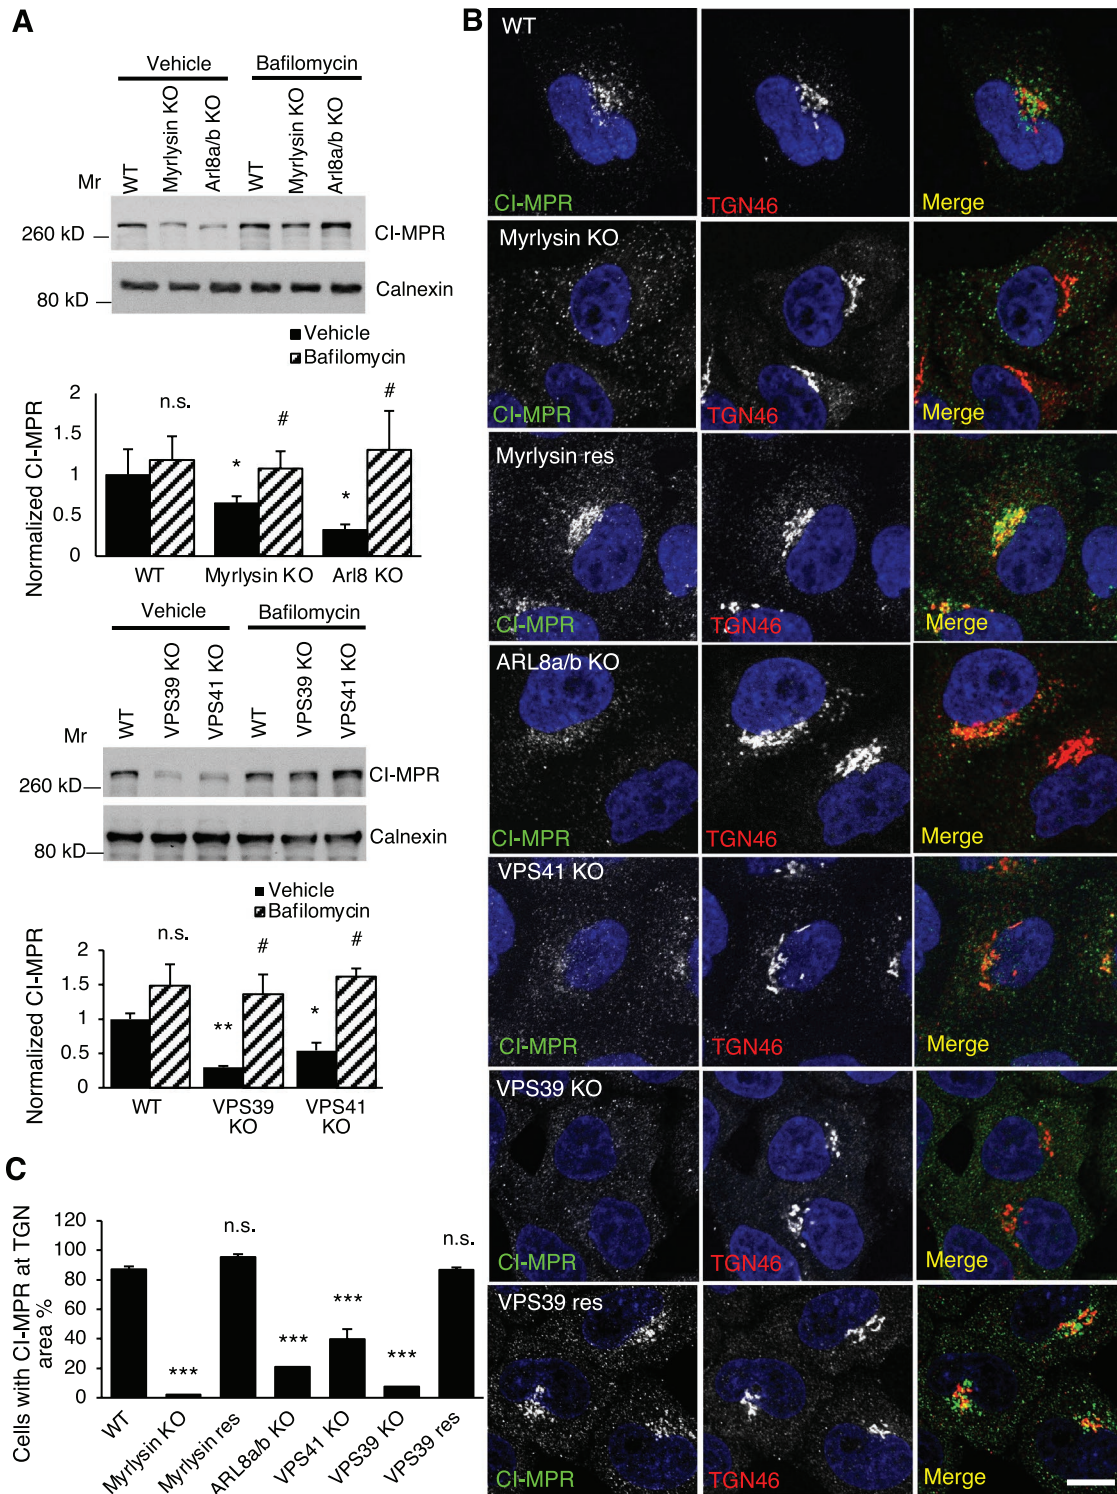 A
Vehicle Bafilomycin
Mr WT Myrlysin KO Arl8a/b KO WT Myrlysin KO Arl8a/b KO
260 kD CI-MPR
80 kD Calnexin
Vehicle
Bafilomycin
Normalized CI-MPR
2
1.5
1
0.5
0
n.s.
*
#
*
#
WT Myrlysin KO Arl8 KO
Vehicle Bafilomycin
Mr WT VPS39 KO VPS41 KO WT VPS39 KO VPS41 KO
260 kD CI-MPR
80 kD Calnexin
Vehicle
Bafilomycin
Normalized CI-MPR
2
1.5
1
0.5
0
n.s.
**
#
*
#
WT VPS39 KO VPS41 KO
B
WT
CI-MPR TGN46 Merge
Myrlysin KO
CI-MPR TGN46 Merge
Myrlysin res
CI-MPR TGN46 Merge
ARL8a/b KO
CI-MPR TGN46 Merge
VPS41 KO
CI-MPR TGN46 Merge
VPS39 KO
CI-MPR TGN46 Merge
VPS39 res
CI-MPR TGN46 Merge
C
Cells with CI-MPR at TGN
area %
120
100
80
60
40
20
0
***
n.s.
***
***
***
n.s.
WT Myrlysin KO Myrlysin res ARL8a/b KO VPS41 KO VPS39 KO VPS39 res